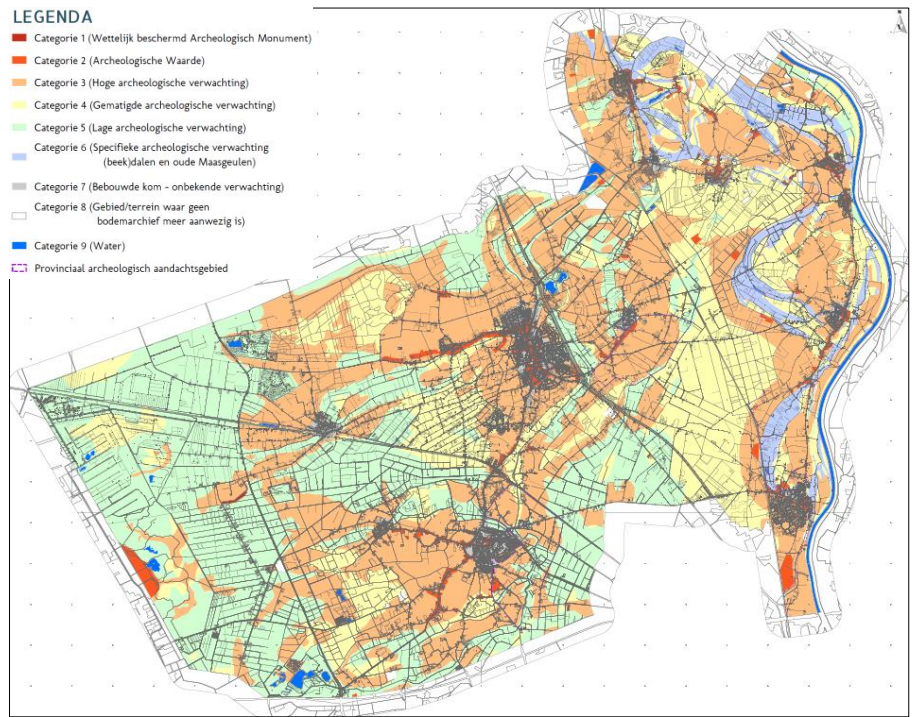 LEGENDA
Categorie 1 (Wettelijk beschermd Archeologisch Monument)
Categorie 2 (Archeologische Waarde)
Categorie 3 (Hoge archeologische verwachting)
Categorie 4 (Gematigde archeologische verwachting)
Categorie 5 (Lage archeologische verwachting)
Categorie 6 (Specifieke archeologische verwachting
(beek)dalen en oude Maasgeulen)
Categorie 7 (Bebouwde kom - onbekende verwachting)
Categorie 8 (Gebied/terrein waar geen
bodemarchief meer aanwezig is)
Categorie 9 (Water)
Provinciaal archeologisch aandachtsgebied